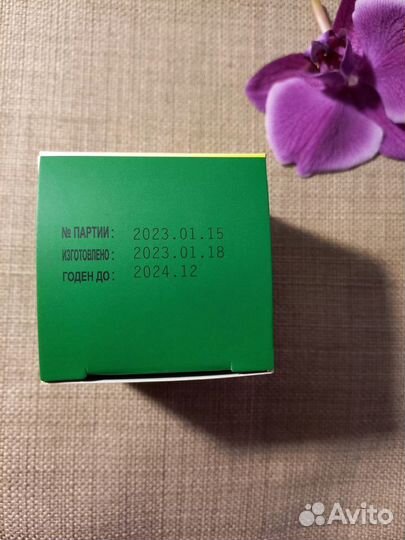 № ПАРТИИ: 2023.01.15
ИЗГОТОВЛЕНО: 2023.01.18
ГОДЕН ДО: 2024.12
Avito